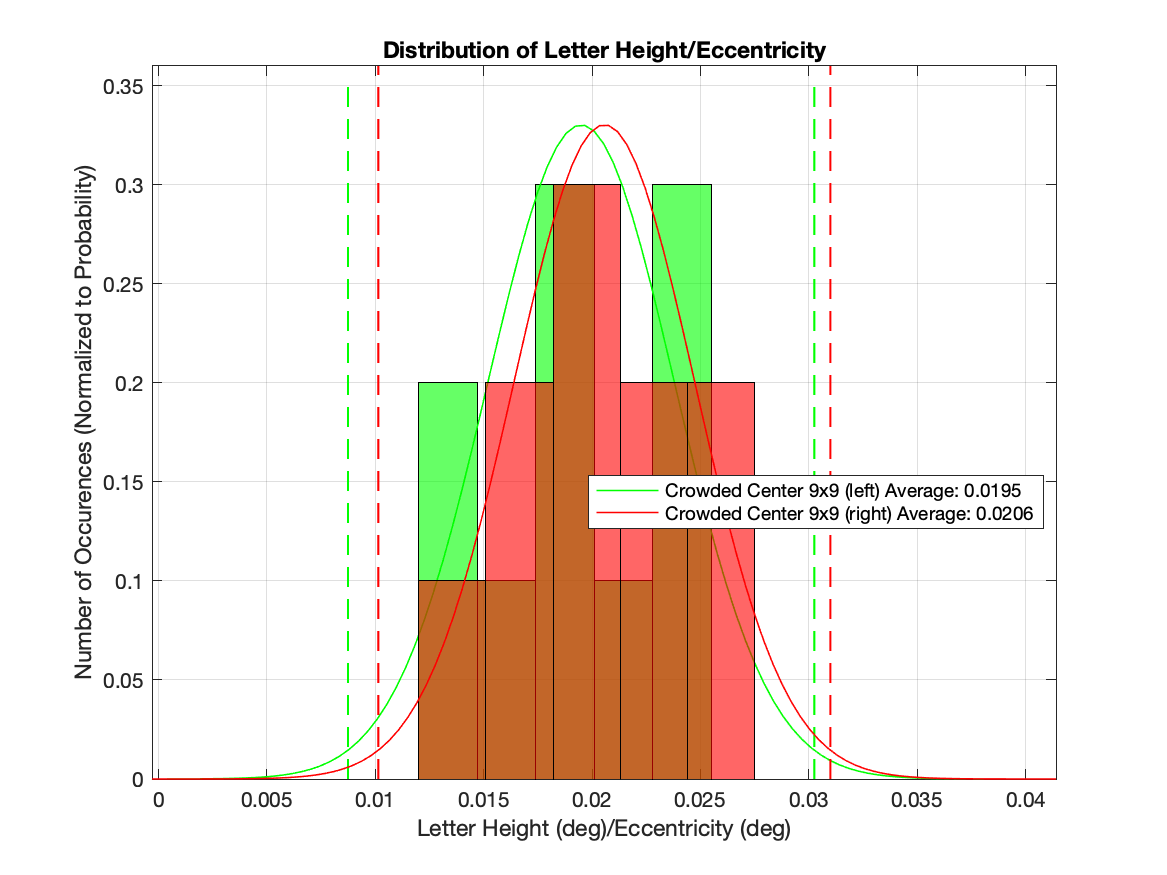 Distribution of Letter Height/Eccentricity
Number of Occurences (Normalized to Probability)
0.35
0.3
0.25
0.2
0.15
0.1
0.05
0
Crowded Center 9x9 (left) Average: 0.0195
Crowded Center 9x9 (right) Average: 0.0206
0 0.005 0.01 0.015 0.02 0.025 0.03 0.035 0.04
Letter Height (deg)/Eccentricity (deg)